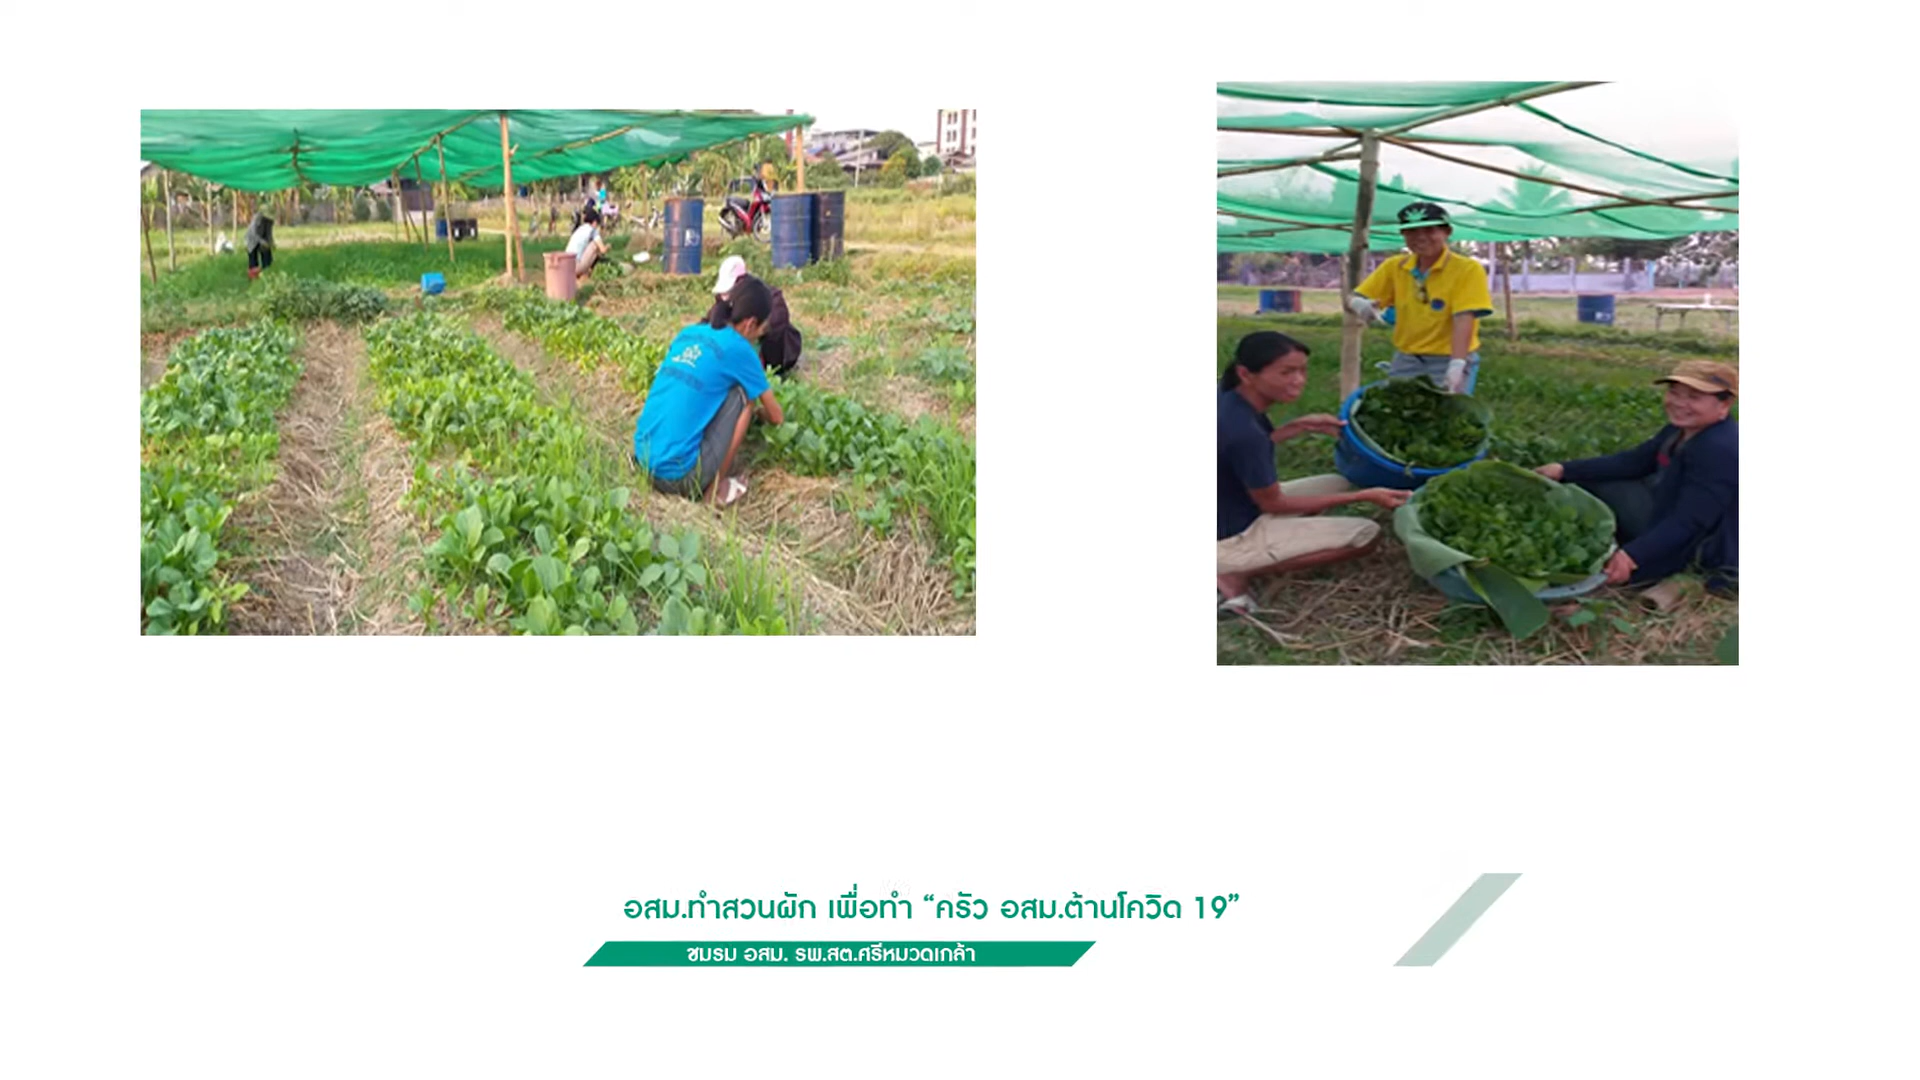 อสม.ทำสวนผัก เพื่อทำ “ครัว อสม.ต้านโควิด 19”
ชมรม อสม. รพ.สต.ศรีหมวดเกล้า